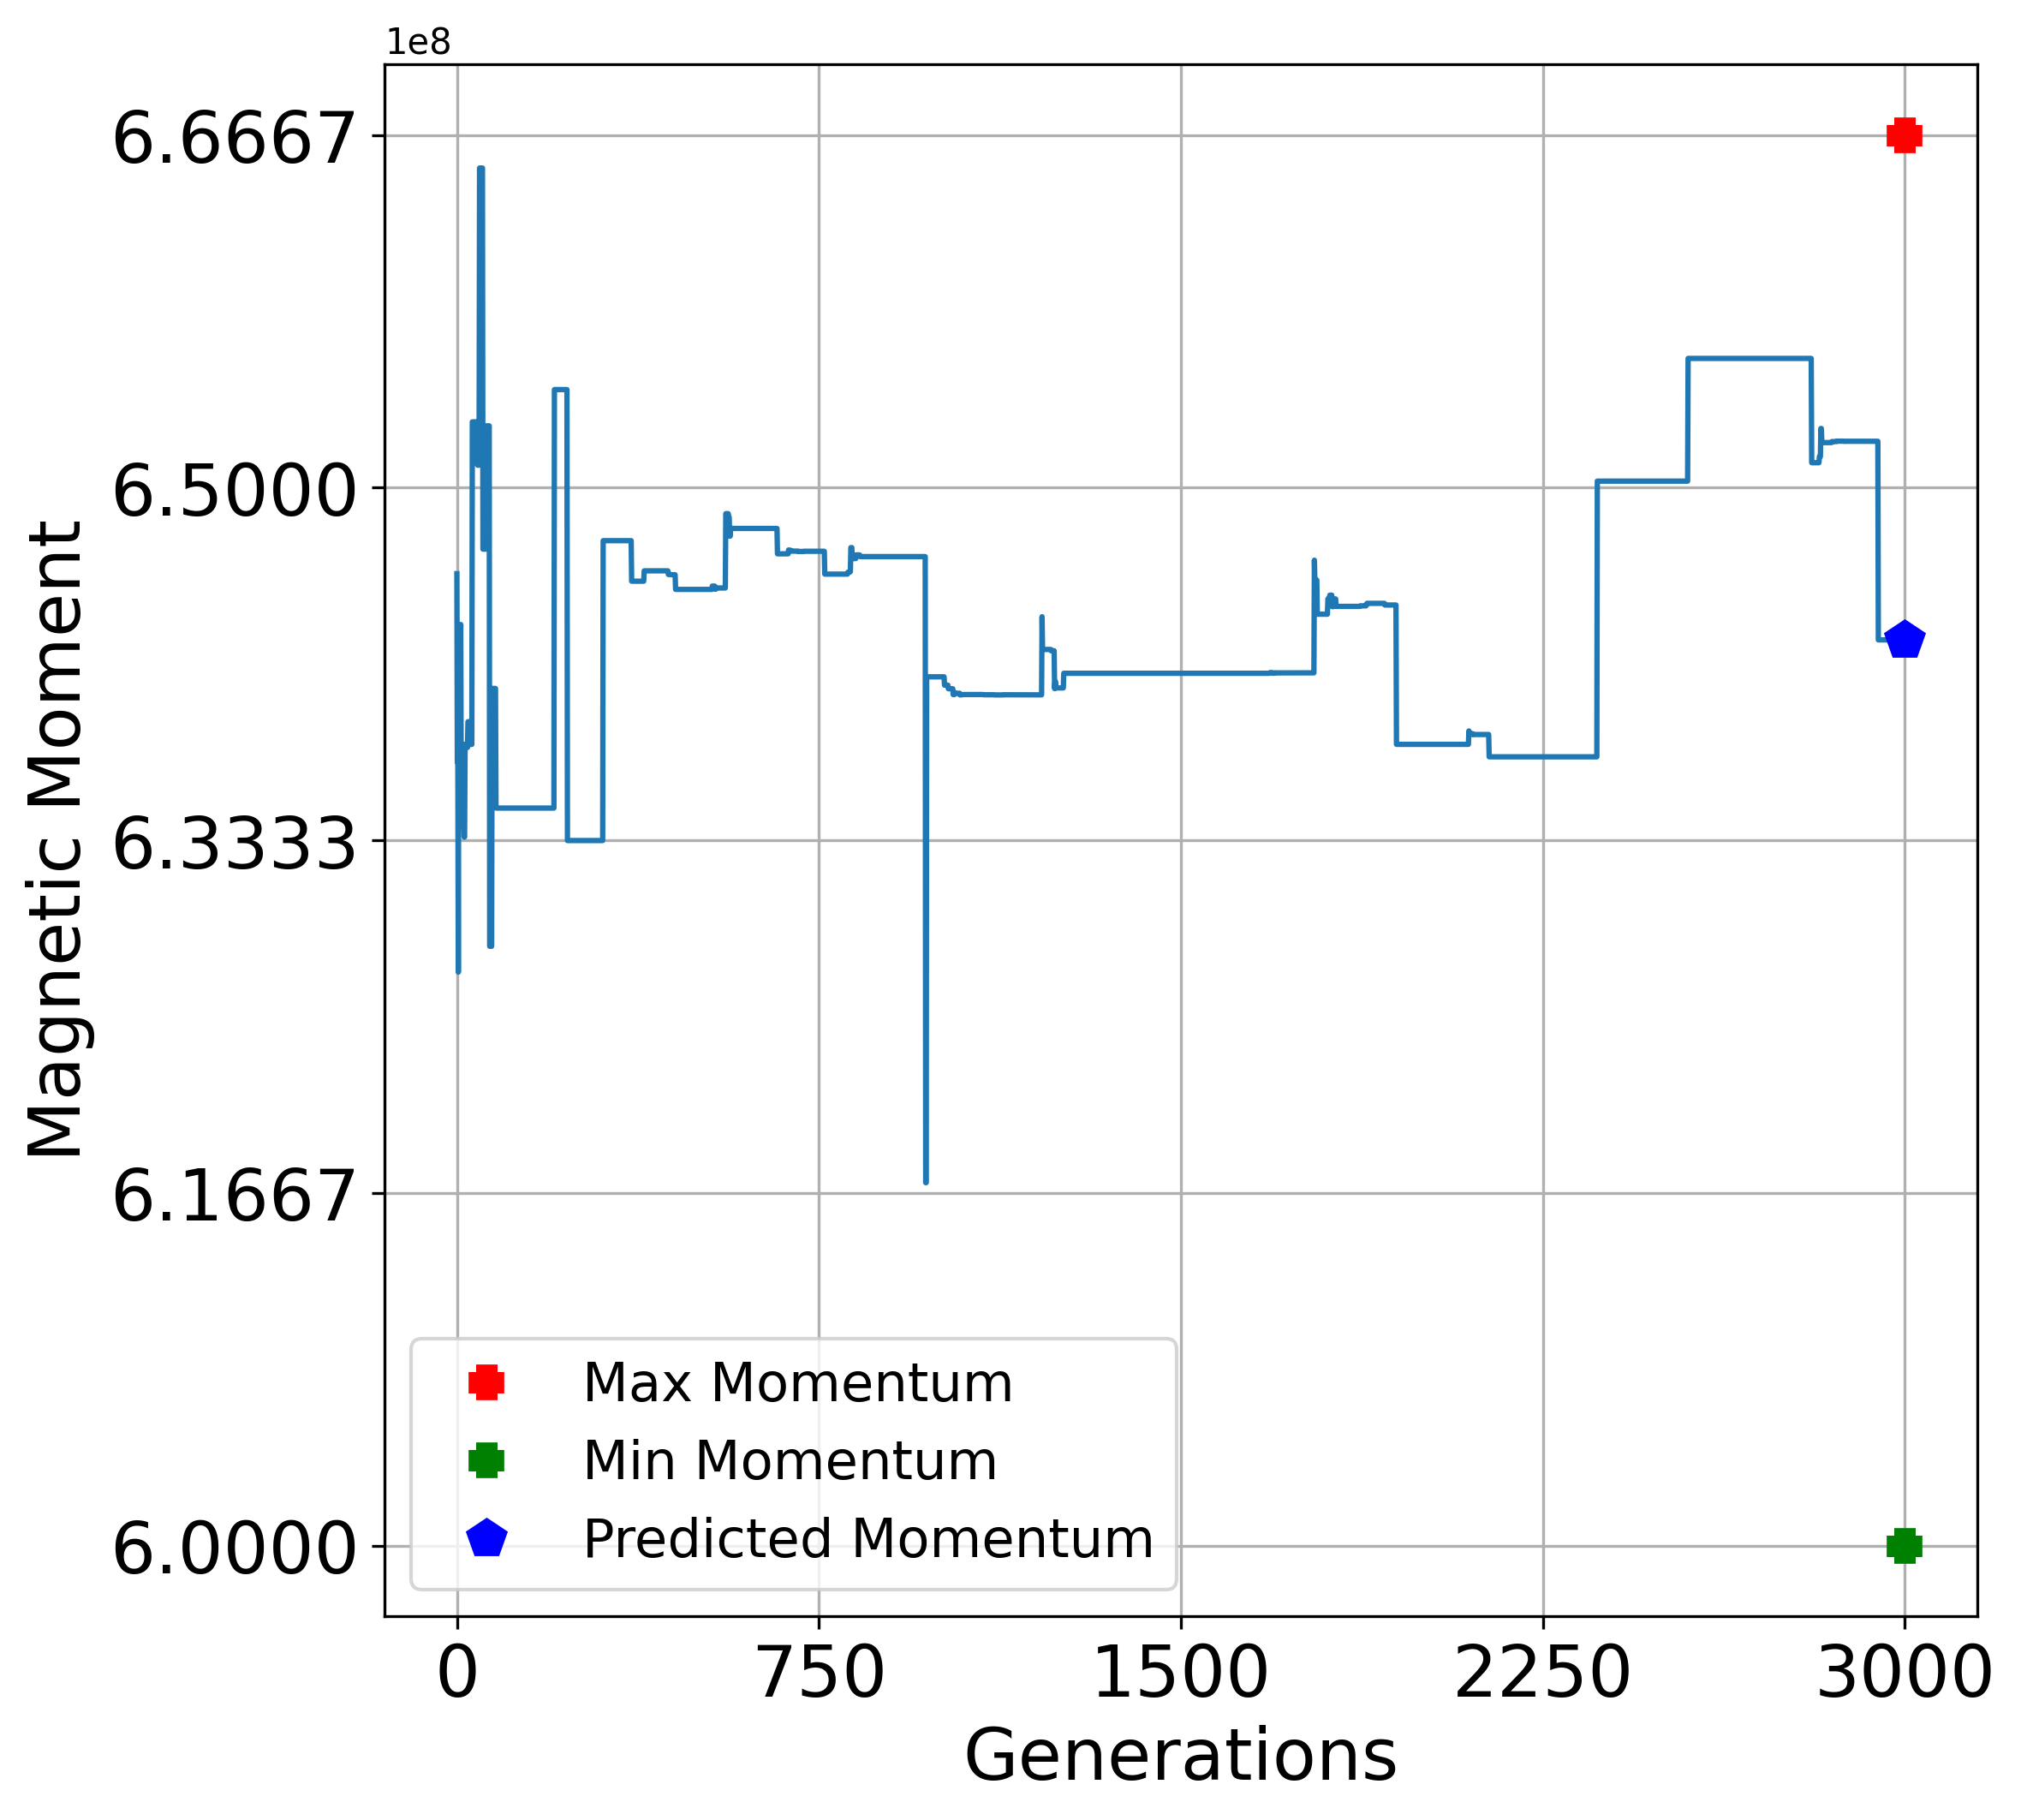 1e8
6.6667
6.5000
6.3333
6.1667
6.0000
Magnetic Moment
Max Momentum
Min Momentum
Predicted Momentum
0 750 1500 2250 3000
Generations